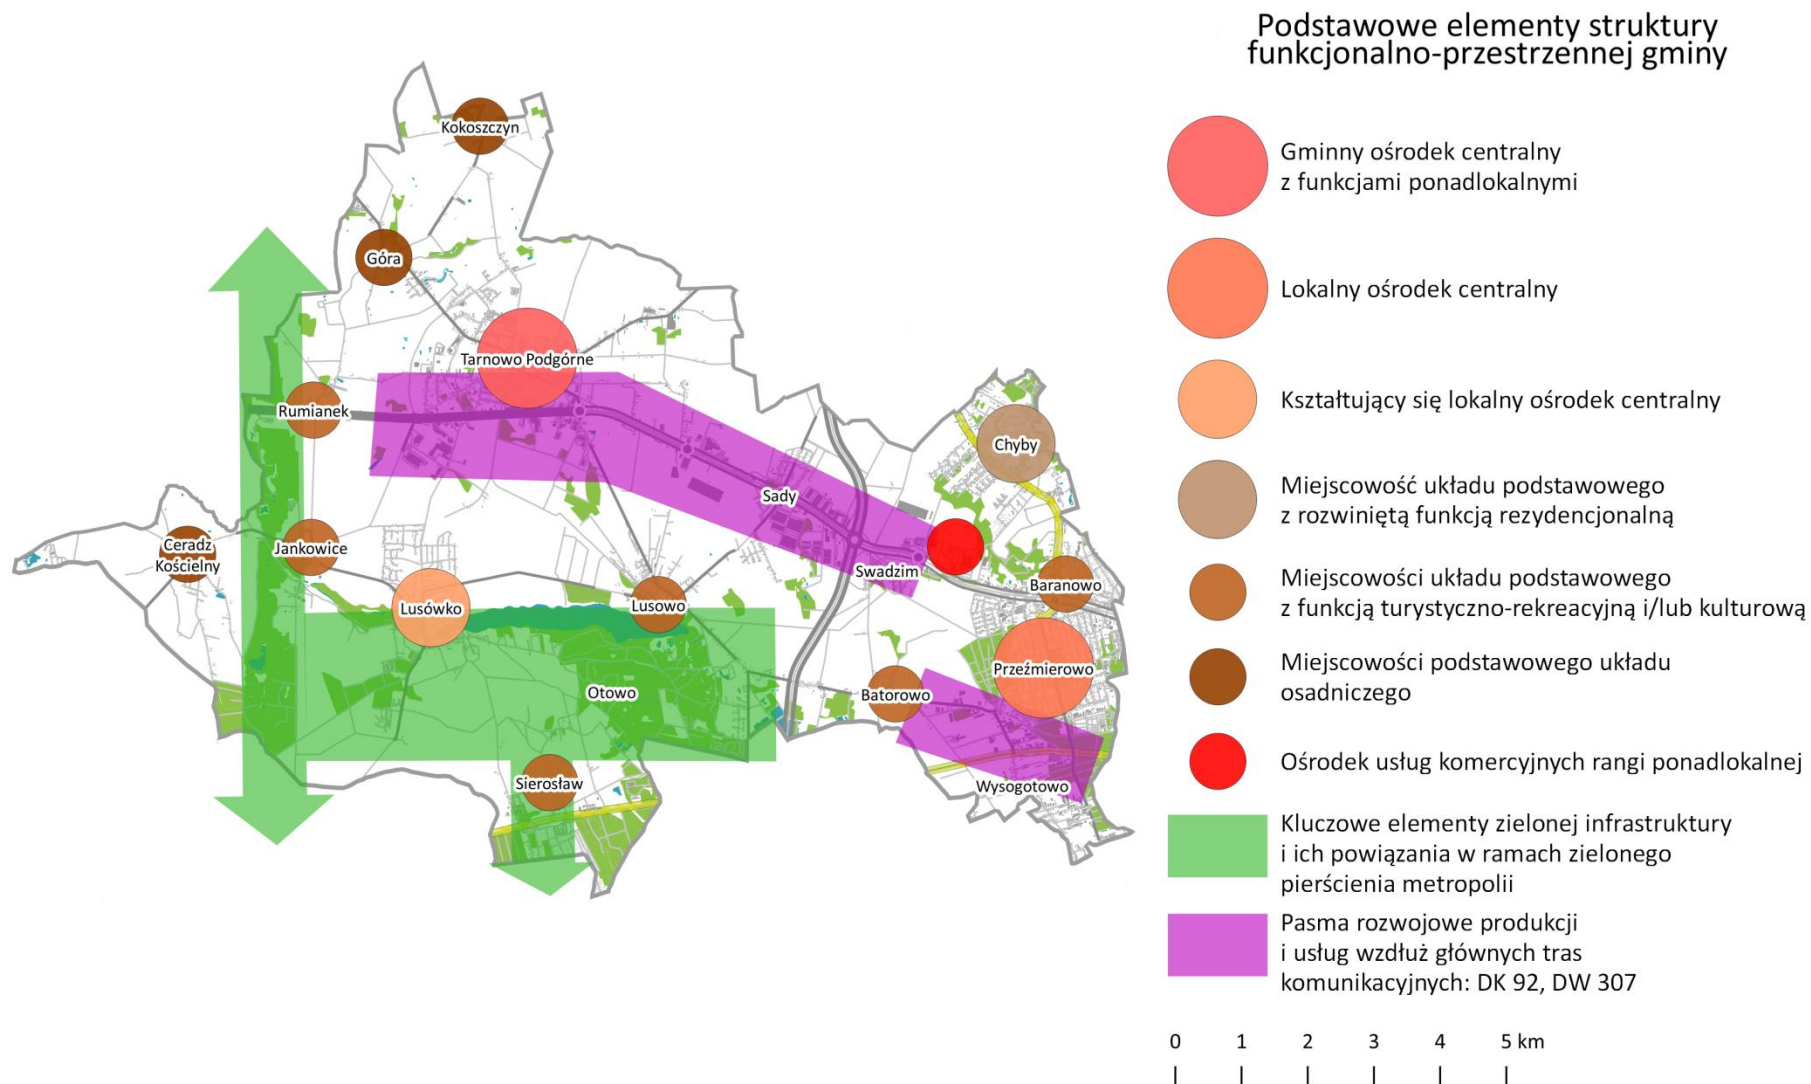 Podstawowe elementy struktury
funkcjonalno-przestrzennej gminy
Kokoszczyn
Góra
Tarnowo Podgórne
Rumianek
Chyby
Sady
Ceradz
Kościelny
Jankowice
Swadzim
Baranowo
Lusówko
Lusowo
Przeźmierowo
Otowo
Batorowo
Sierosław
Wysogotowo
Gminny ośrodek centralny
z funkcjami ponadlokalnymi
Lokalny ośrodek centralny
Kształtujący się lokalny ośrodek centralny
Miejscowość układu podstawowego
z rozwiniętą funkcją rezydencjonalną
Miejscowości układu podstawowego
z funkcją turystyczno-rekreacyjną i/lub kulturową
Miejscowości podstawowego układu
osadniczego
Ośrodek usług komercyjnych rangi ponadlokalnej
Kluczowe elementy zielonej infrastruktury
i ich powiązania w ramach zielonego
pierścienia metropolii
Pasma rozwojowe produkcji
i usług wzdłuż głównych tras
komunikacyjnych: DK 92, DW 307
0 1 2 3 4 5 km